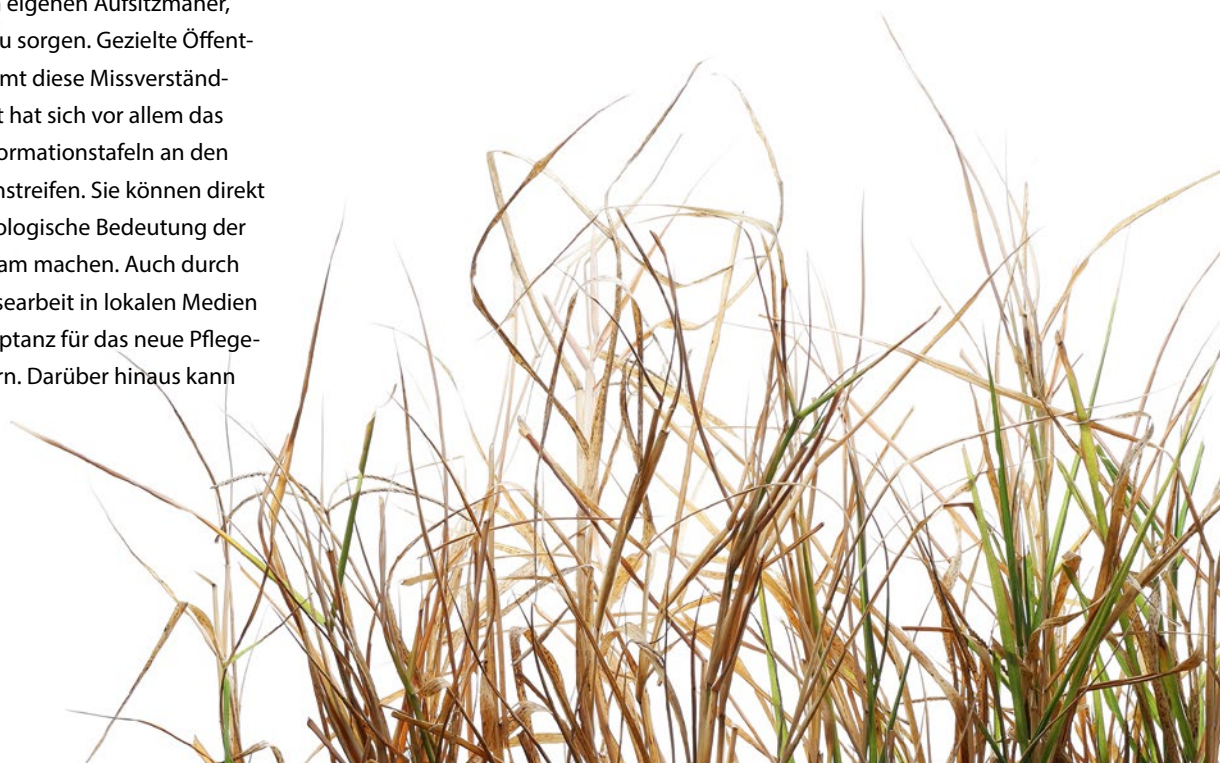 eigenen Aufsitzmäher,
u sorgen. Gezielte Öffent-
mt diese Missverständ-
t hat sich vor allem das
ormationstafeln an den
nstreifen. Sie können direkt
ologische Bedeutung der
am machen. Auch durch
searbeit in lokalen Medien
ptanz für das neue Pflege-
rn. Darüber hinaus kann